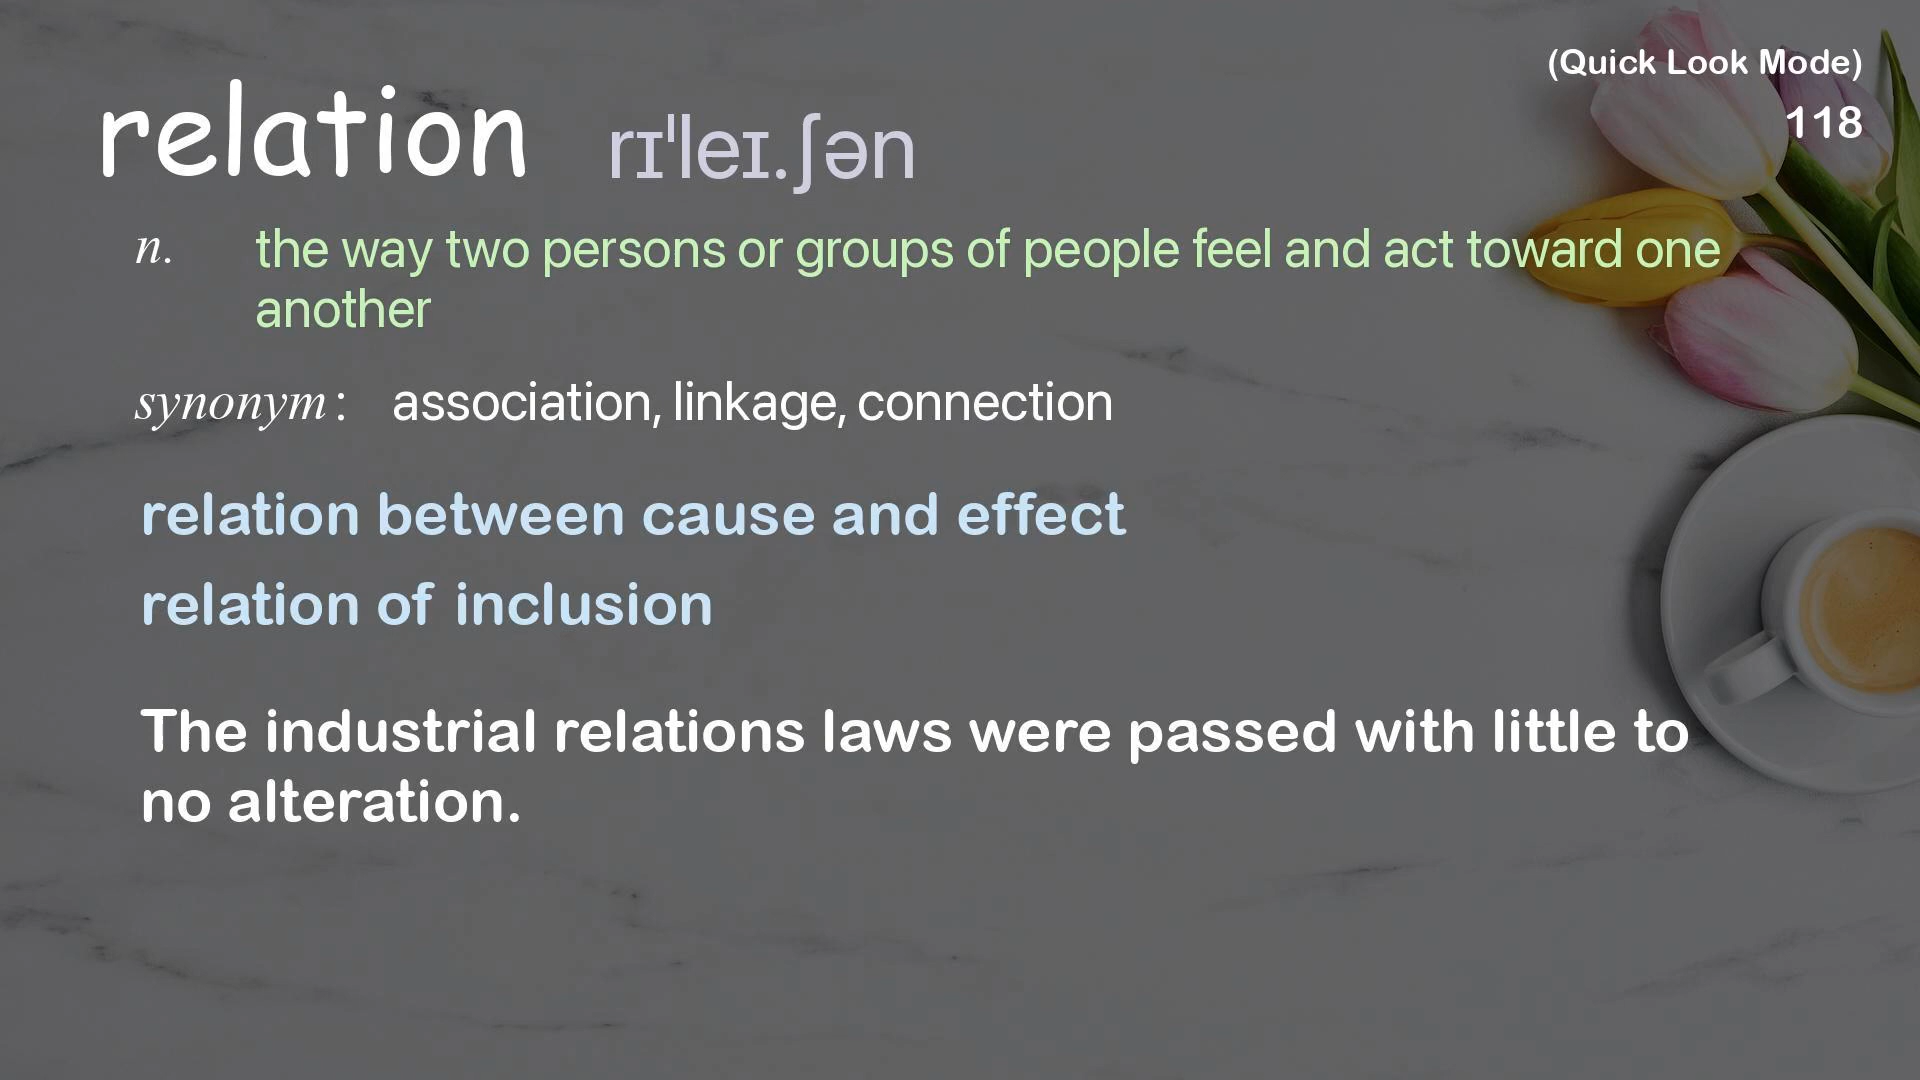 (Quick Look Mode)
118
relation rɪˈleɪ.ʃən
n. the way two persons or groups of people feel and act toward one
another
synonym: association, linkage, connection
relation between cause and effect
relation of inclusion
The industrial relations laws were passed with little to
no alteration.